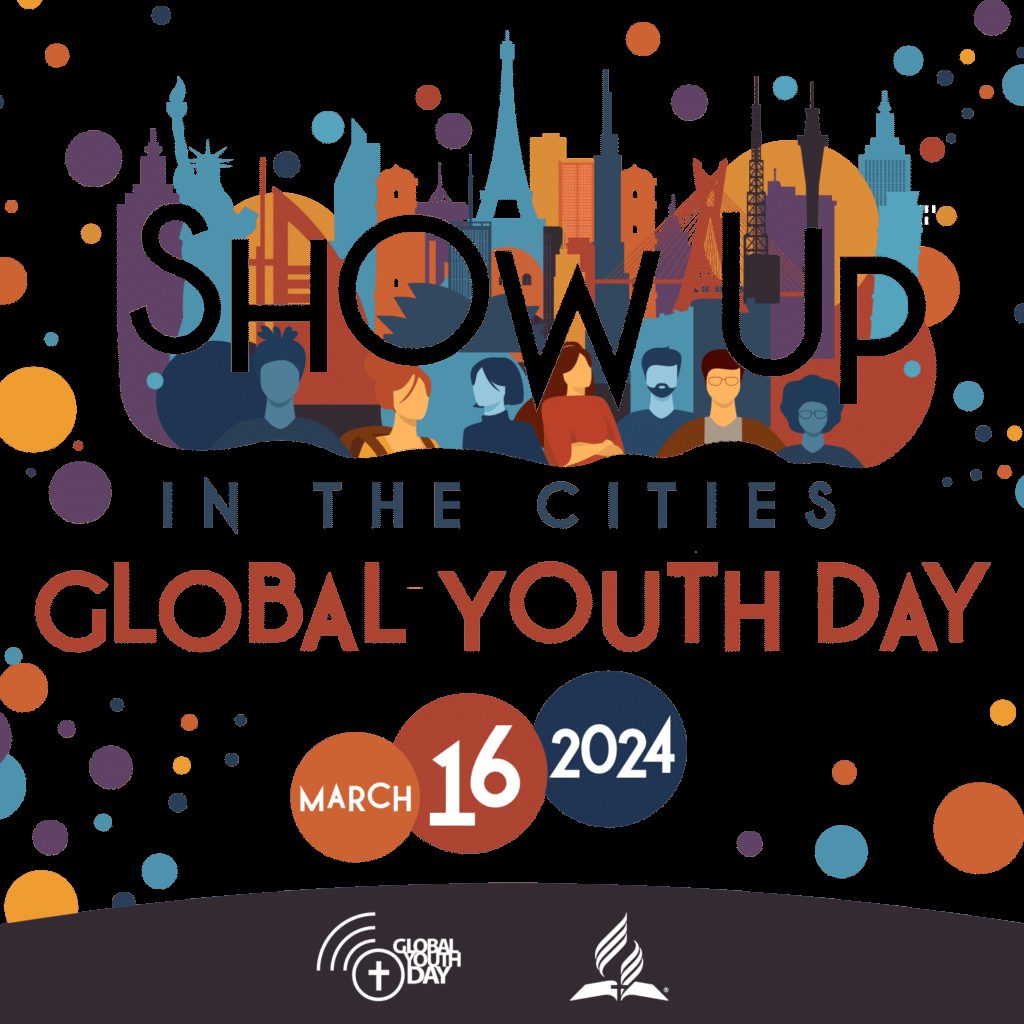 SHOW UP
IN THE CITIES
GLOBAL YOUTH DAY
MARCH
16
2024
GLOBAL
YOUTH
DAY
®